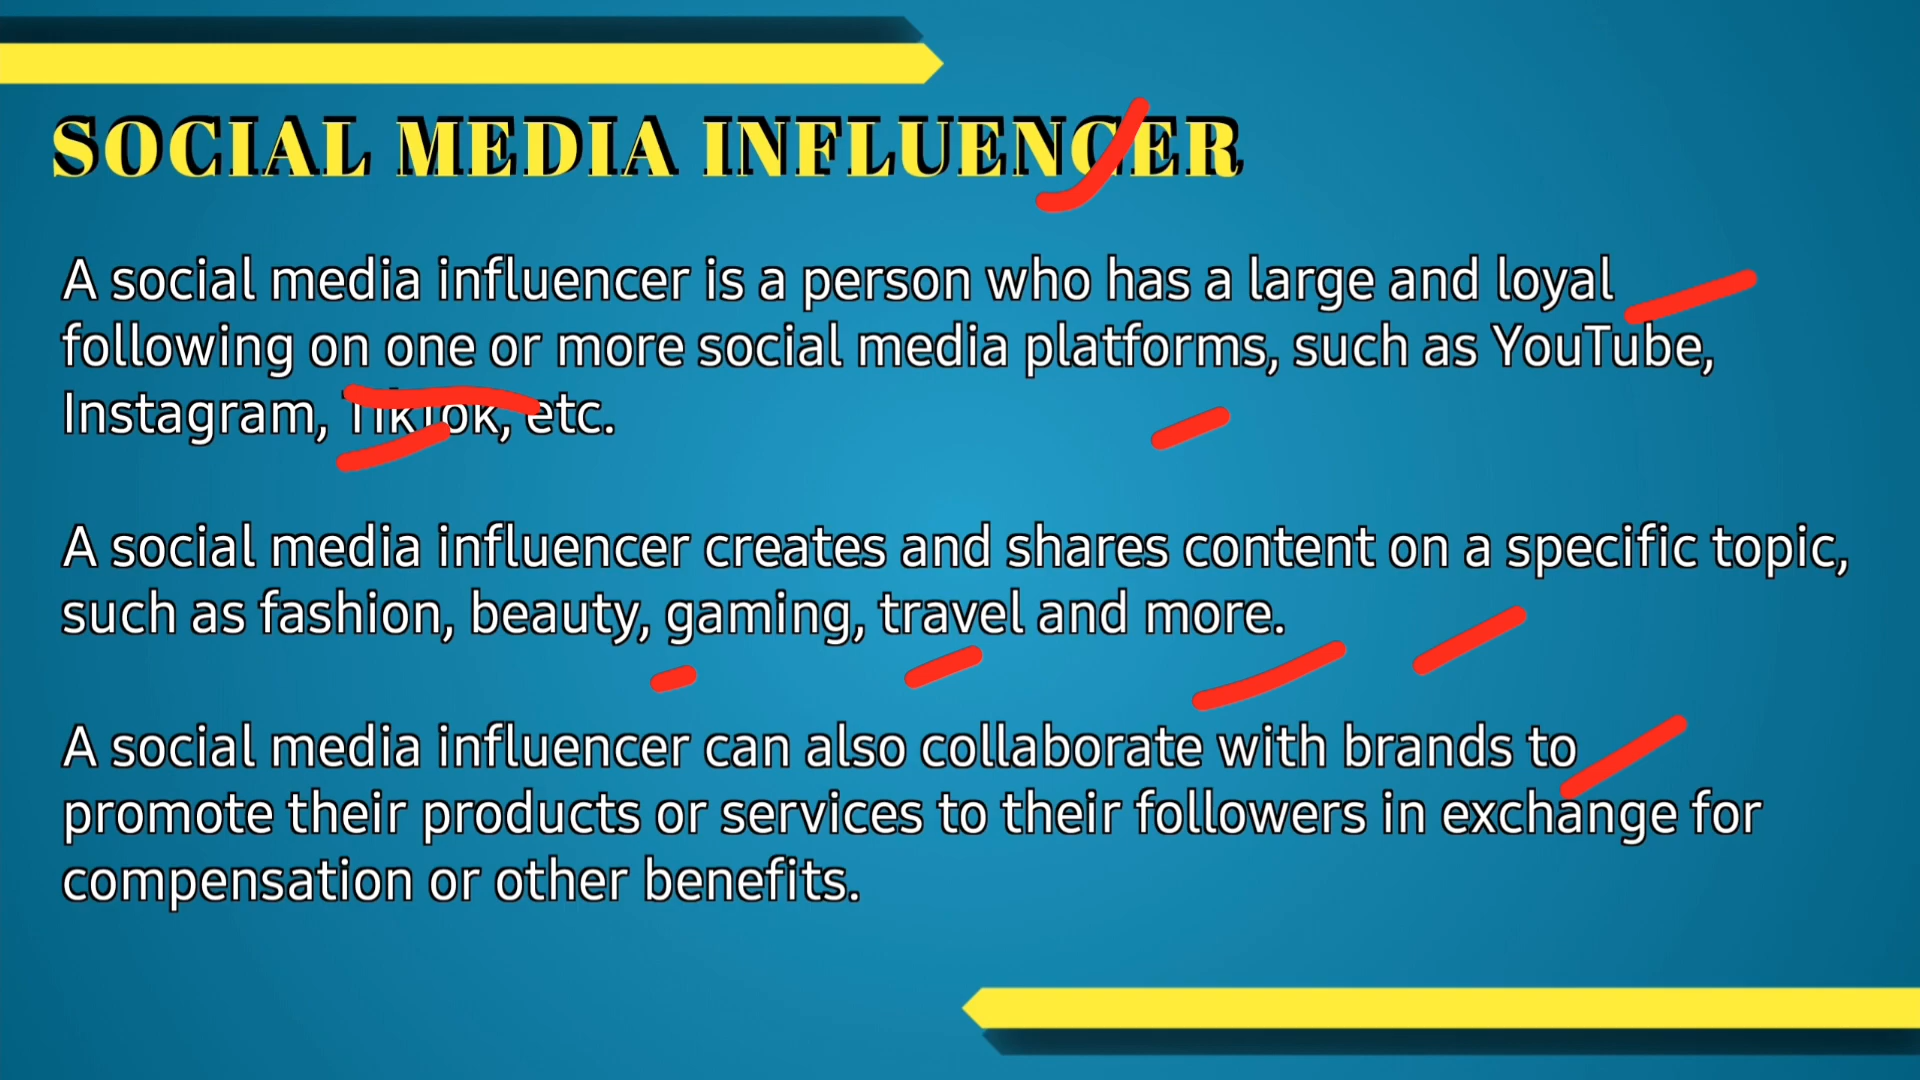 SOCIAL MEDIA INFLUENCER
A social media influencer is a person who has a large and loyal
following on one or more social media platforms, such as YouTube,
Instagram, TikTok, etc.
A social media influencer creates and shares content on a specific topic,
such as fashion, beauty, gaming, travel and more.
A social media influencer can also collaborate with brands to
promote their products or services to their followers in exchange for
compensation or other benefits.